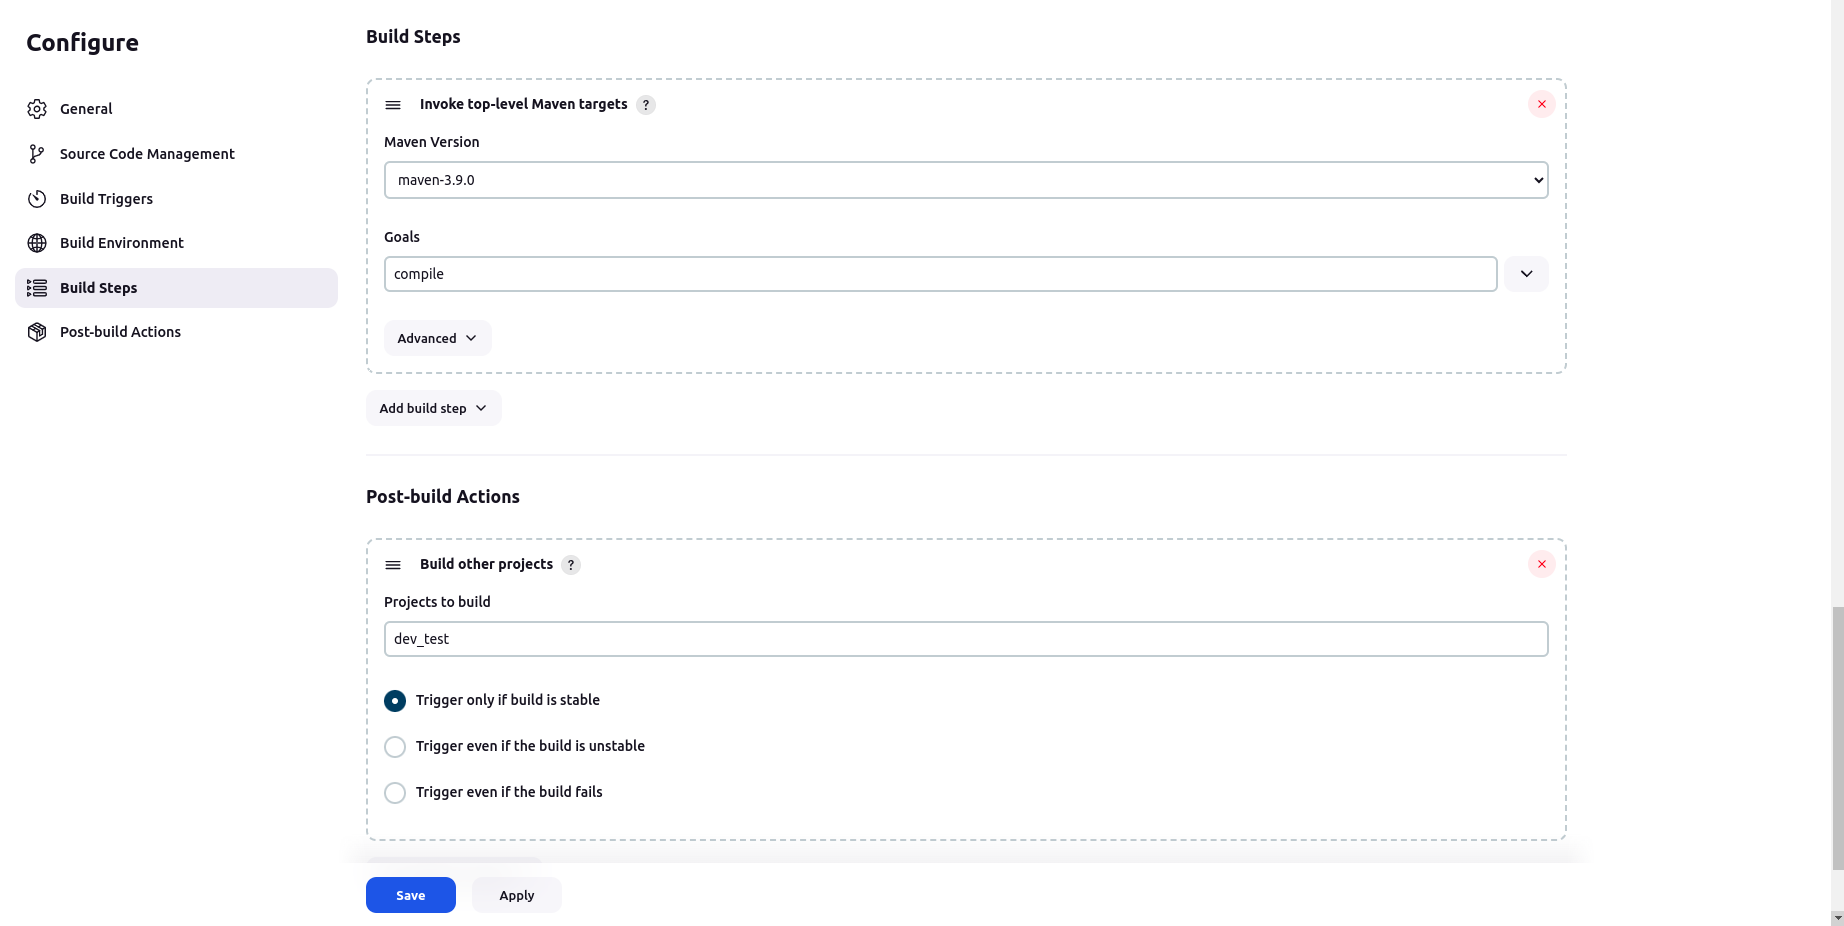 Configure
General
Source Code Management
Build Triggers
Build Environment
Build Steps
Post-build Actions
Build Steps
Invoke top-level Maven targets ?
Maven Version
maven-3.9.0
Goals
compile
Advanced
Add build step
Post-build Actions
Build other projects ?
Projects to build
dev_test
Trigger only if build is stable
Trigger even if the build is unstable
Trigger even if the build fails
Save
Apply